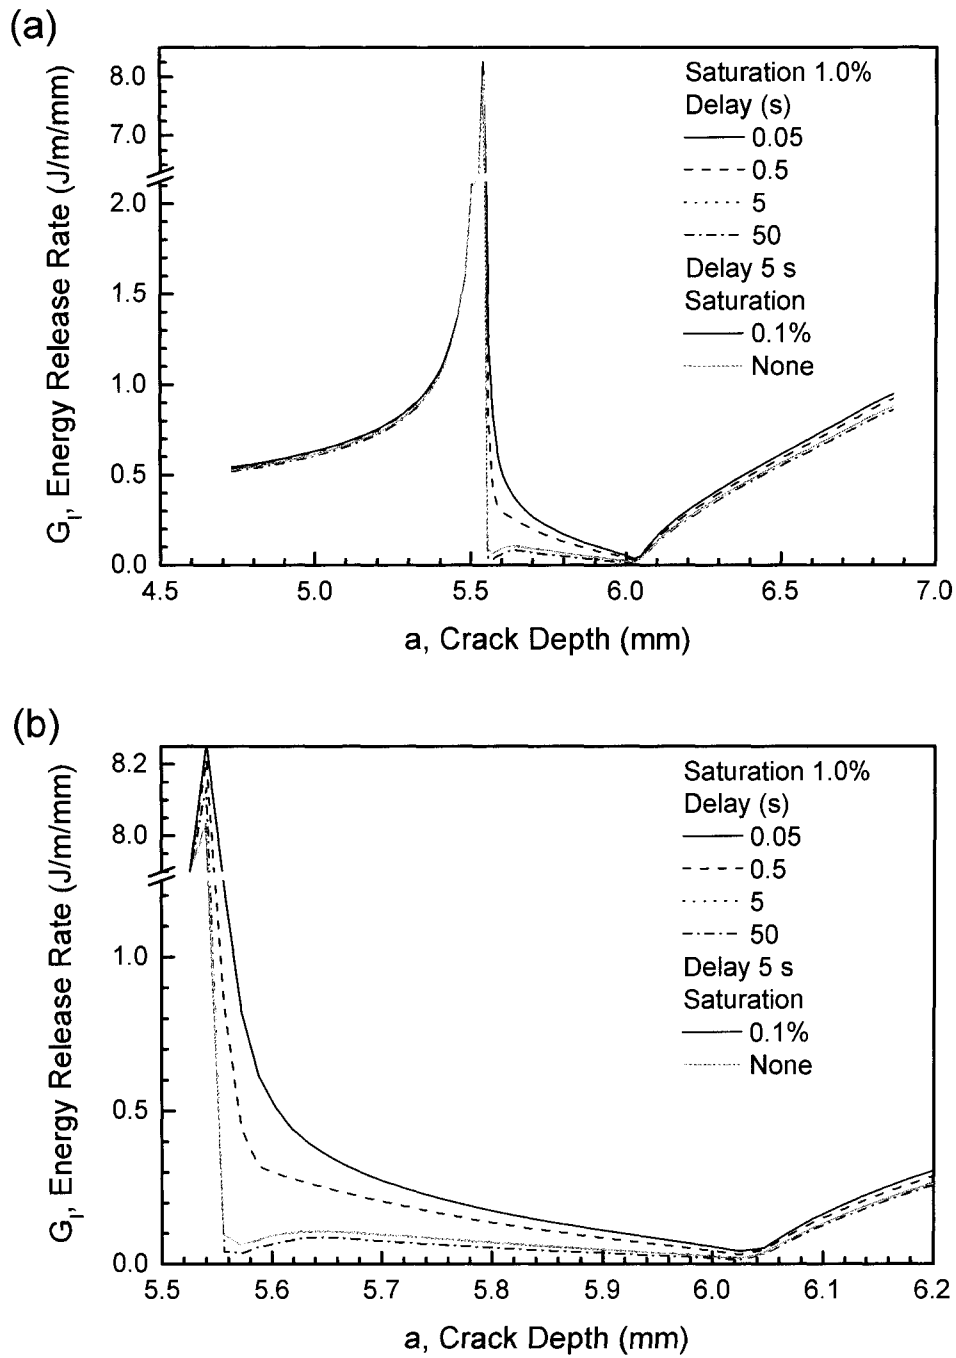 (a)
G_I, Energy Release Rate (J/m/mm)
8.0
7.0
2.0
1.5
1.0
0.5
0.0
4.5 5.0 5.5 6.0 6.5 7.0
a, Crack Depth (mm)
Saturation 1.0%
Delay (s)
0.05
0.5
5
50
Delay 5 s
Saturation
0.1%
None
(b)
G_I, Energy Release Rate (J/m/mm)
8.2
8.0
1.0
0.5
0.0
5.5 5.6 5.7 5.8 5.9 6.0 6.1 6.2
a, Crack Depth (mm)
Saturation 1.0%
Delay (s)
0.05
0.5
5
50
Delay 5 s
Saturation
0.1%
None